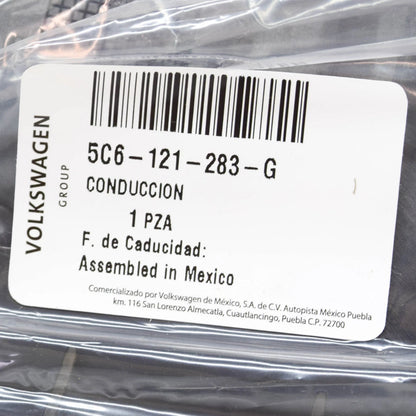 VOLKSWAGEN
GROUP
5C6-121-283-G
CONDUCCION
1 PZA
F. de Caducidad:
Assembled in Mexico
Comercializado por Volkswagen de México, S.A. de C.V. Autopista México Puebla
km. 116 San Lorenzo Almecatla, Cuautlancingo, Puebla C.P. 72700